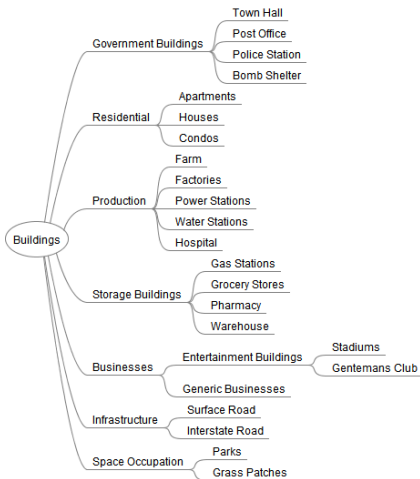 Buildings
Government Buildings
Town Hall
Post Office
Police Station
Bomb Shelter
Residential
Apartments
Houses
Condos
Production
Farm
Factories
Power Stations
Water Stations
Hospital
Storage Buildings
Gas Stations
Grocery Stores
Pharmacy
Warehouse
Businesses
Entertainment Buildings
Stadiums
Gentemans Club
Generic Businesses
Infrastructure
Surface Road
Interstate Road
Space Occupation
Parks
Grass Patches